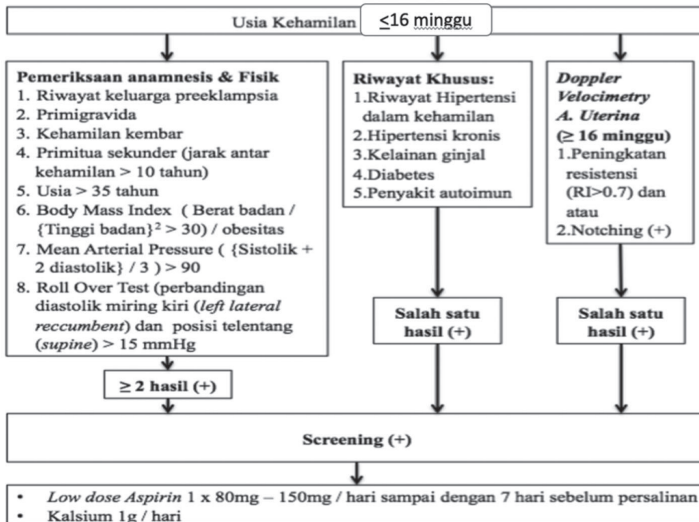 Usia Kehamilan <16 minggu
Pemeriksaan anamnesis & Fisik
1. Riwayat keluarga preeklampsia
2. Primigravida
3. Kehamilan kembar
4. Primitua sekunder (jarak antar
kehamilan > 10 tahun)
5. Usia > 35 tahun
6. Body Mass Index ( Berat badan /
{Tinggi badan}² > 30) / obesitas
7. Mean Arterial Pressure ( {Sistolik +
2 diastolik} / 3 ) > 90
8. Roll Over Test (perbandingan
diastolik miring kiri (left lateral
reccumbent) dan posisi telentang
(supine) > 15 mmHg
≥ 2 hasil (+)
Riwayat Khusus:
1.Riwayat Hipertensi
dalam kehamilan
2.Hipertensi kronis
3.Kelainan ginjal
4.Diabetes
5.Penyakit autoimun
Salah satu
hasil (+)
Doppler
Velocimetry
A. Uterina
(≥ 16 minggu)
1.Peningkatan
resistensi
(RI>0.7) dan
atau
2.Notching (+)
Salah satu
hasil (+)
Screening (+)
• Low dose Aspirin 1 x 80mg – 150mg / hari sampai dengan 7 hari sebelum persalinan
• Kalsium 1g / hari